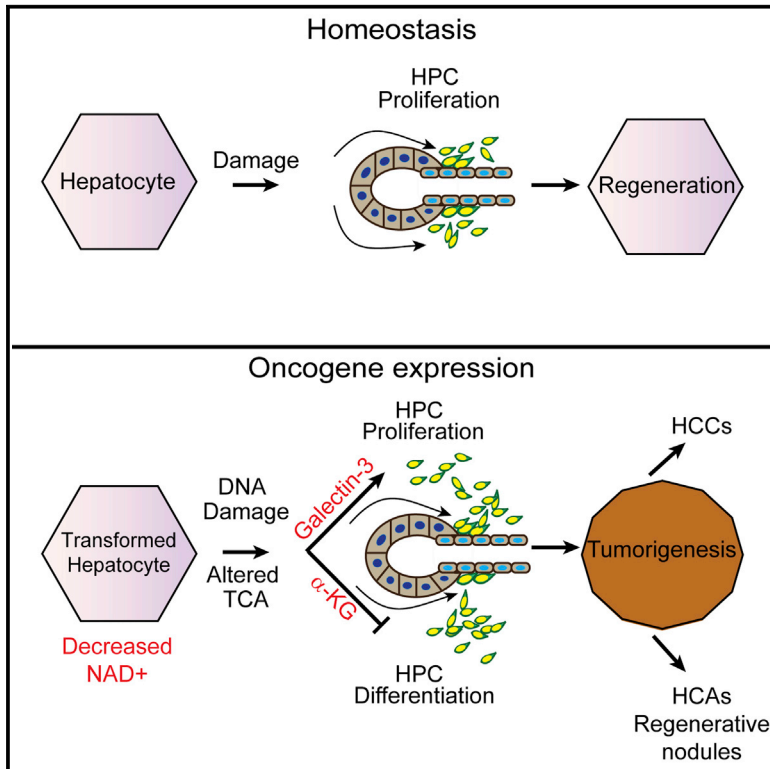 Homeostasis
HPC
Proliferation
Damage
Hepatocyte
Regeneration
Oncogene expression
HPC
Proliferation
HCCs
DNA
Damage
Galectin-3
Transformed
Hepatocyte
Tumorigenesis
Altered
TCA
α-KG
Decreased
NAD+
HPC
Differentiation
HCAs
Regenerative
nodules